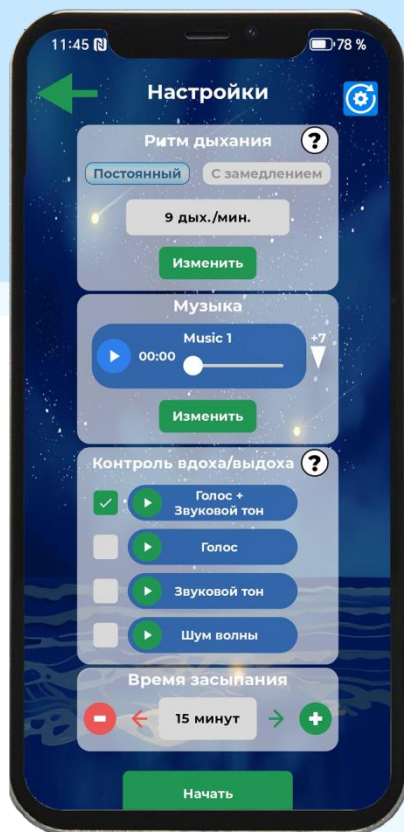 11:45
78 %
Настройки
Ритм дыхания ?
Постоянный С замедлением
9 дых./мин.
Изменить
Музыка
Music 1
00:00
+7
Изменить
Контроль вдоха/выдоха ?
Голос +
Звуковой тон
Голос
Звуковой тон
Шум волны
Время засыпания
15 минут
Начать